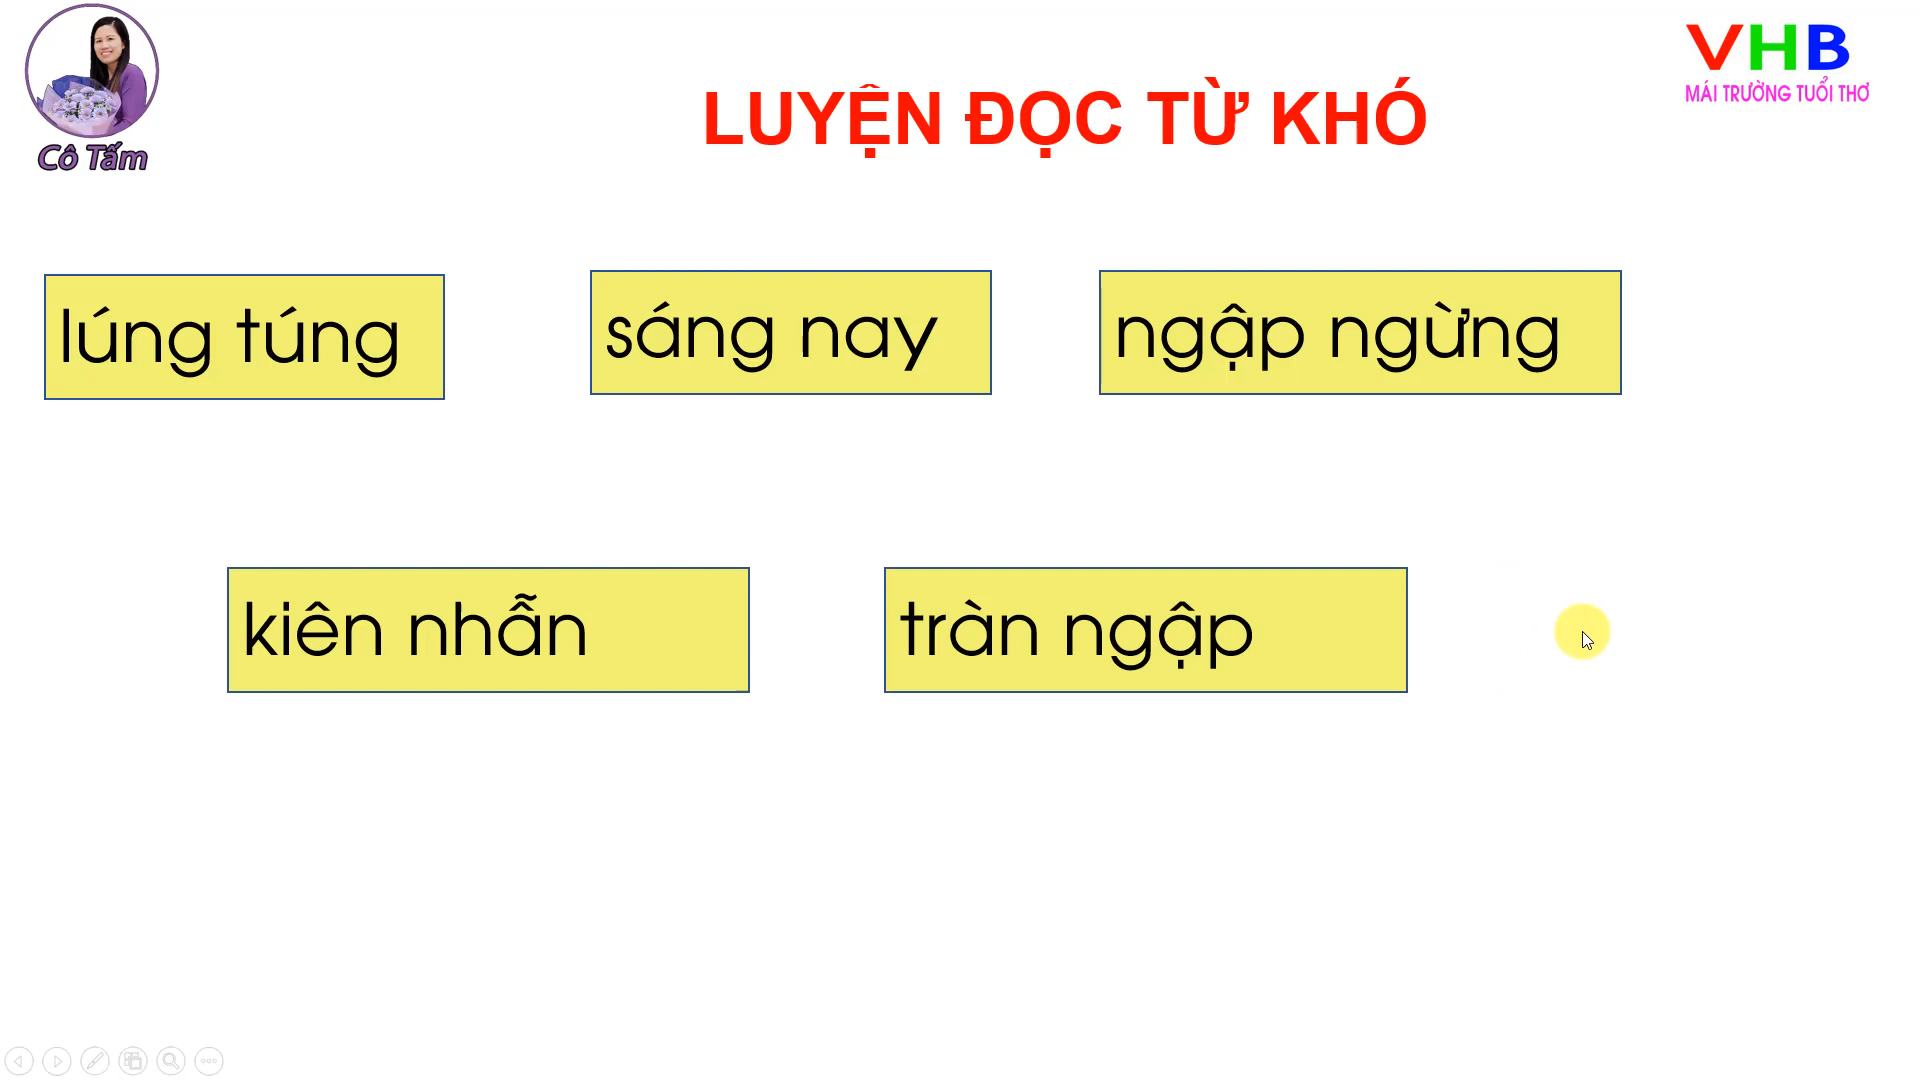 VHB
MÁI TRƯỜNG TUỔI THƠ
LUYỆN ĐỌC TỪ KHÓ
Cô Tấm
lúng túng
sáng nay
ngập ngừng
kiên nhẫn
tràn ngập